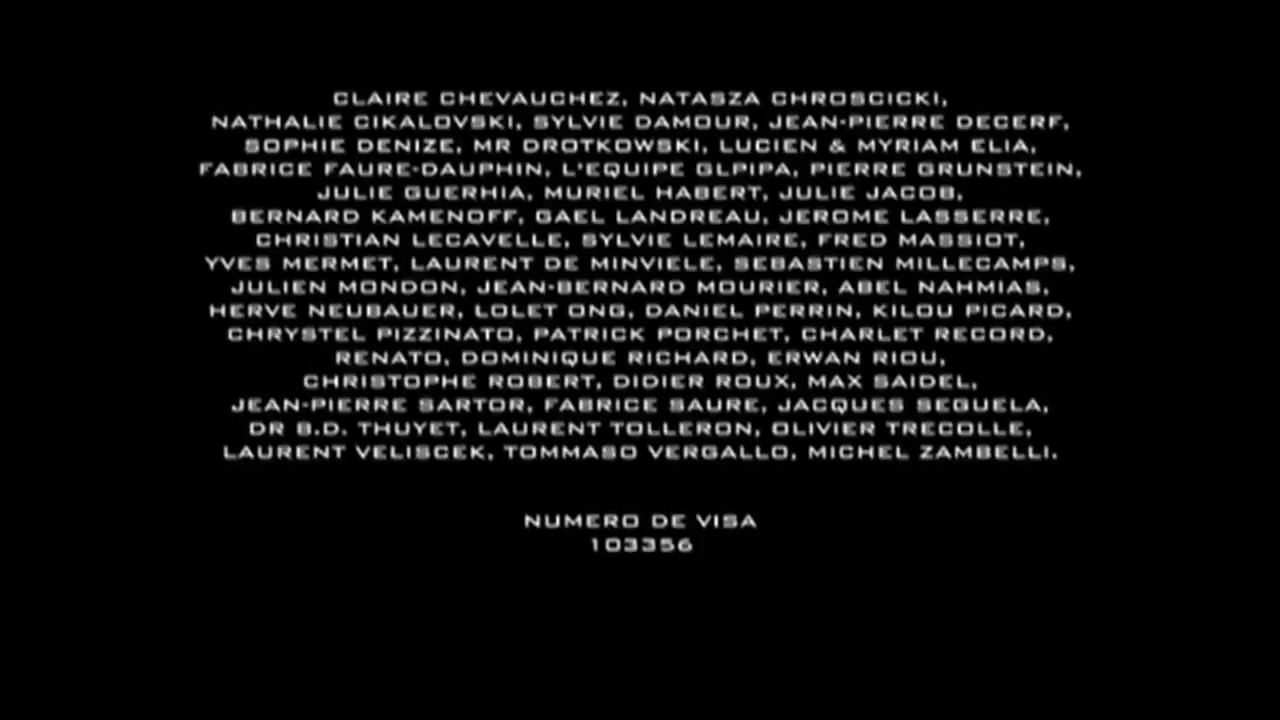 CLAIRE CHEVAUCHEZ, NATASZA CHROSCICKI,
NATHALIE CIKALOVSKI, SYLVIE DAMOUR, JEAN-PIERRE DECERF,
SOPHIE DENIZE, MR DROTKOWSKI, LUCIEN & MYRIAM ELIA,
FABRICE FAURE-DAUPHIN, L'EQUIPE GLPIPA, PIERRE GRUNSTEIN,
JULIE GUERHIA, MURIEL HABERT, JULIE JACOB,
BERNARD KAMENOFF, GAEL LANDREAU, JEROME LASSERRE,
CHRISTIAN LECAVELLE, SYLVIE LEMAIRE, FRED MASSIOT,
YVES MERMET, LAURENT DE MINVIELE, SEBASTIEN MILLECAMPS,
JULIEN MONDON, JEAN-BERNARD MOURIER, ABEL NAHMIAS,
HERVE NEUBAUER, LOLET ONG, DANIEL PERRIN, KILOU PICARD,
CHRYSTEL PIZZINATO, PATRICK PORCHET, CHARLET RECORD,
RENATO, DOMINIQUE RICHARD, ERWAN RIOU,
CHRISTOPHE ROBERT, DIDIER ROUX, MAX SAIDEL,
JEAN-PIERRE SARTOR, FABRICE SAURE, JACQUES SEGUELA,
DR B.D. THUYET, LAURENT TOLLERON, OLIVIER TRECOLLE,
LAURENT VELISCEK, TOMMASO VERGALLO, MICHEL ZAMBELLI.
NUMERO DE VISA
103356